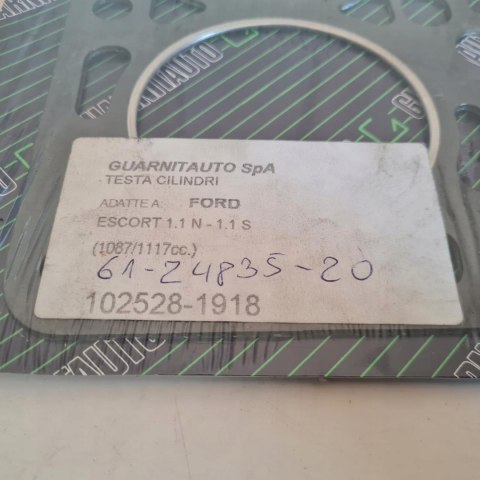 GUARNITAUTO SpA
TESTA CILINDRI
ADATTE A: FORD
ESCORT 1.1 N - 1.1 S
(1087/1117cc.)
61-24835-20
102528-1918